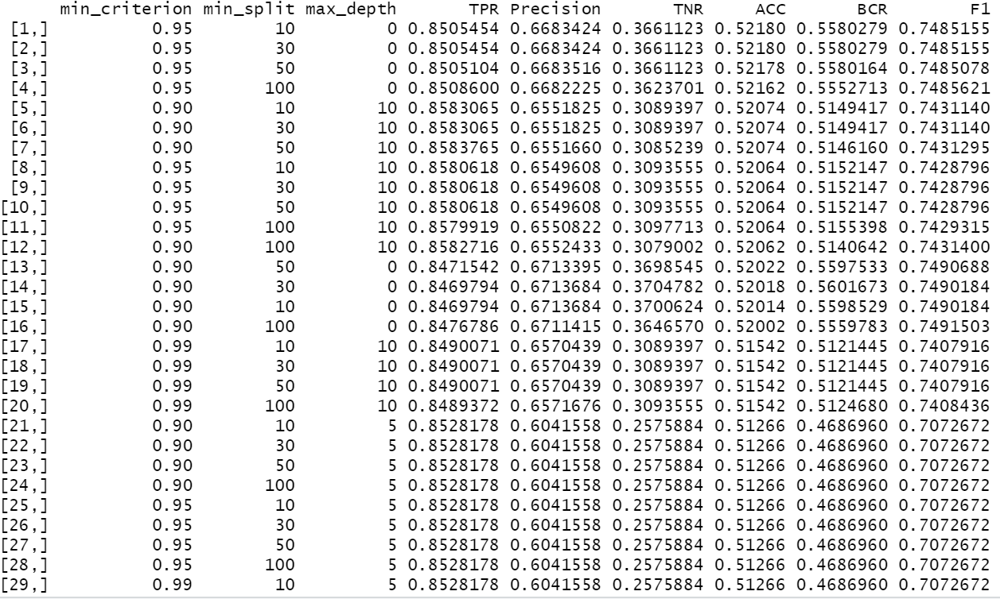 min_criterion min_split max_depth TPR Precision TNR ACC BCR F1
[1,] 0.95 10 0 0.8505454 0.6683424 0.3661123 0.52180 0.5580279 0.7485155
[2,] 0.95 30 0 0.8505454 0.6683424 0.3661123 0.52180 0.5580279 0.7485155
[3,] 0.95 50 0 0.8505104 0.6683516 0.3661123 0.52178 0.5580164 0.7485078
[4,] 0.95 100 0 0.8508600 0.6682225 0.3623701 0.52162 0.5552713 0.7485621
[5,] 0.90 10 10 0.8583065 0.6551825 0.3089397 0.52074 0.5149417 0.7431140
[6,] 0.90 30 10 0.8583065 0.6551825 0.3089397 0.52074 0.5149417 0.7431140
[7,] 0.90 50 10 0.8583765 0.6551660 0.3085239 0.52074 0.5146160 0.7431295
[8,] 0.95 10 10 0.8580618 0.6549608 0.3093555 0.52064 0.5152147 0.7428796
[9,] 0.95 30 10 0.8580618 0.6549608 0.3093555 0.52064 0.5152147 0.7428796
[10,] 0.95 50 10 0.8580618 0.6549608 0.3093555 0.52064 0.5152147 0.7428796
[11,] 0.95 100 10 0.8579919 0.6550822 0.3097713 0.52064 0.5155398 0.7429315
[12,] 0.90 100 10 0.8582716 0.6552433 0.3079002 0.52062 0.5140642 0.7431400
[13,] 0.90 50 0 0.8471542 0.6713395 0.3698545 0.52022 0.5597533 0.7490688
[14,] 0.90 30 0 0.8469794 0.6713684 0.3704782 0.52018 0.5601673 0.7490184
[15,] 0.90 10 0 0.8469794 0.6713684 0.3700624 0.52014 0.5598529 0.7490184
[16,] 0.90 100 0 0.8476786 0.6711415 0.3646570 0.52002 0.5559783 0.7491503
[17,] 0.99 10 10 0.8490071 0.6570439 0.3089397 0.51542 0.5121445 0.7407916
[18,] 0.99 30 10 0.8490071 0.6570439 0.3089397 0.51542 0.5121445 0.7407916
[19,] 0.99 50 10 0.8490071 0.6570439 0.3089397 0.51542 0.5121445 0.7407916
[20,] 0.99 100 10 0.8489372 0.6571676 0.3093555 0.51542 0.5124680 0.7408436
[21,] 0.90 10 5 0.8528178 0.6041558 0.2575884 0.51266 0.4686960 0.7072672
[22,] 0.90 30 5 0.8528178 0.6041558 0.2575884 0.51266 0.4686960 0.7072672
[23,] 0.90 50 5 0.8528178 0.6041558 0.2575884 0.51266 0.4686960 0.7072672
[24,] 0.90 100 5 0.8528178 0.6041558 0.2575884 0.51266 0.4686960 0.7072672
[25,] 0.95 10 5 0.8528178 0.6041558 0.2575884 0.51266 0.4686960 0.7072672
[26,] 0.95 30 5 0.8528178 0.6041558 0.2575884 0.51266 0.4686960 0.7072672
[27,] 0.95 50 5 0.8528178 0.6041558 0.2575884 0.51266 0.4686960 0.7072672
[28,] 0.95 100 5 0.8528178 0.6041558 0.2575884 0.51266 0.4686960 0.7072672
[29,] 0.99 10 5 0.8528178 0.6041558 0.2575884 0.51266 0.4686960 0.7072672